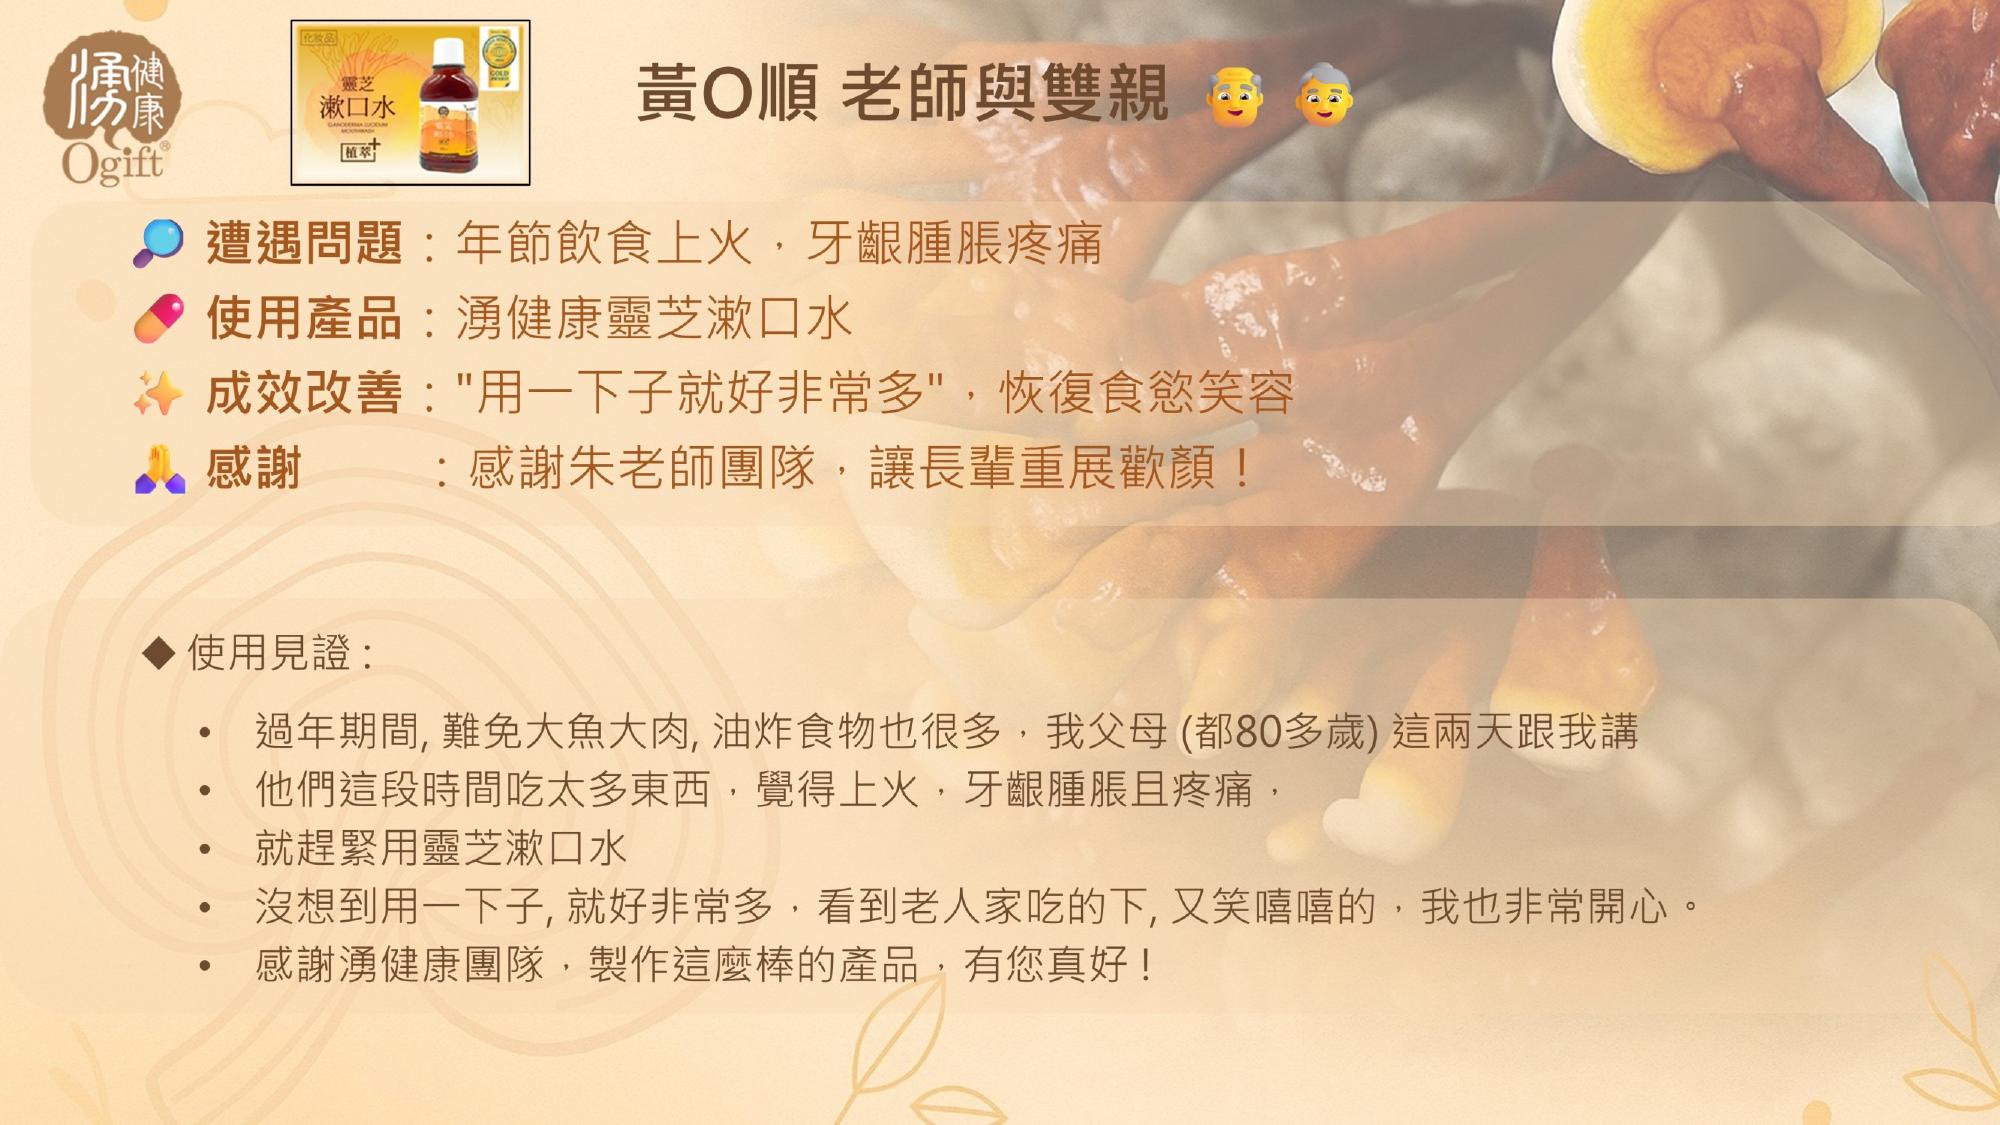 湧健康
Ogift®
化妝品
靈芝
漱口水
GANODERMA LUCIDUM
MOUTHWASH
植萃+
GOLD
黃O順 老師與雙親
遭遇問題：年節飲食上火，牙齦腫脹疼痛
使用產品：湧健康靈芝漱口水
成效改善："用一下子就好非常多"，恢復食慾笑容
感謝：感謝朱老師團隊，讓長輩重展歡顏！
◆ 使用見證 :
• 過年期間, 難免大魚大肉, 油炸食物也很多，我父母 (都80多歲) 這兩天跟我講
• 他們這段時間吃太多東西，覺得上火，牙齦腫脹且疼痛，
• 就趕緊用靈芝漱口水
• 沒想到用一下子, 就好非常多，看到老人家吃的下, 又笑嘻嘻的，我也非常開心。
• 感謝湧健康團隊，製作這麼棒的產品，有您真好 !